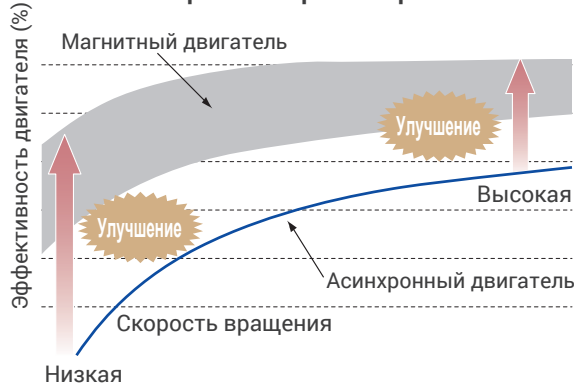 Эффективность двигателя (%)
Магнитный двигатель
Улучшение
Высокая
Улучшение
Асинхронный двигатель
Скорость вращения
Низкая